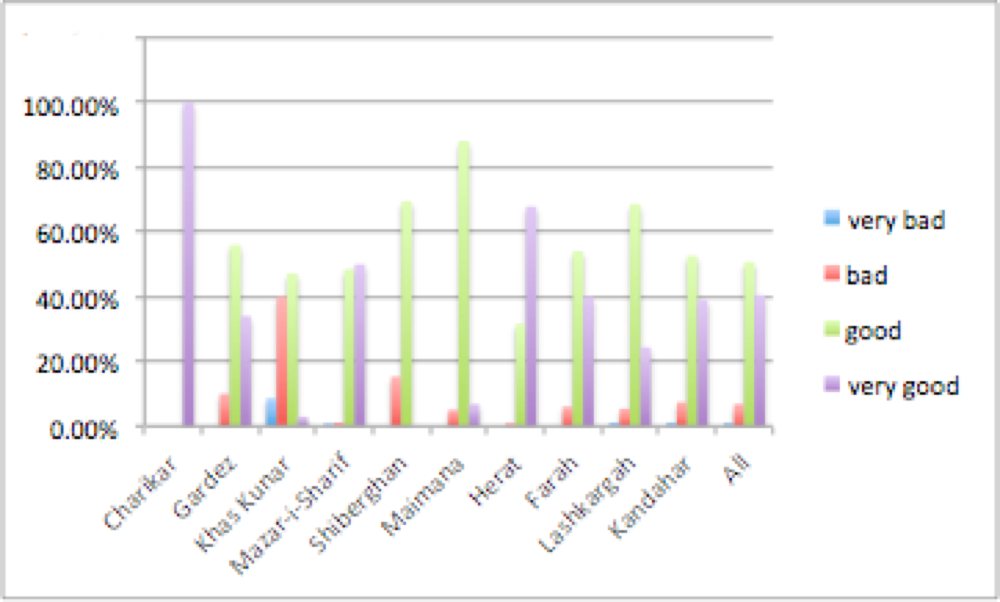 100.00%
80.00%
60.00%
40.00%
20.00%
0.00%
Charikar
Gardez
Khas Kunar
Mazar-i-Sharif
Shiberghan
Maimana
Herat
Farah
Lashkargah
Kandahar
All
very bad
bad
good
very good